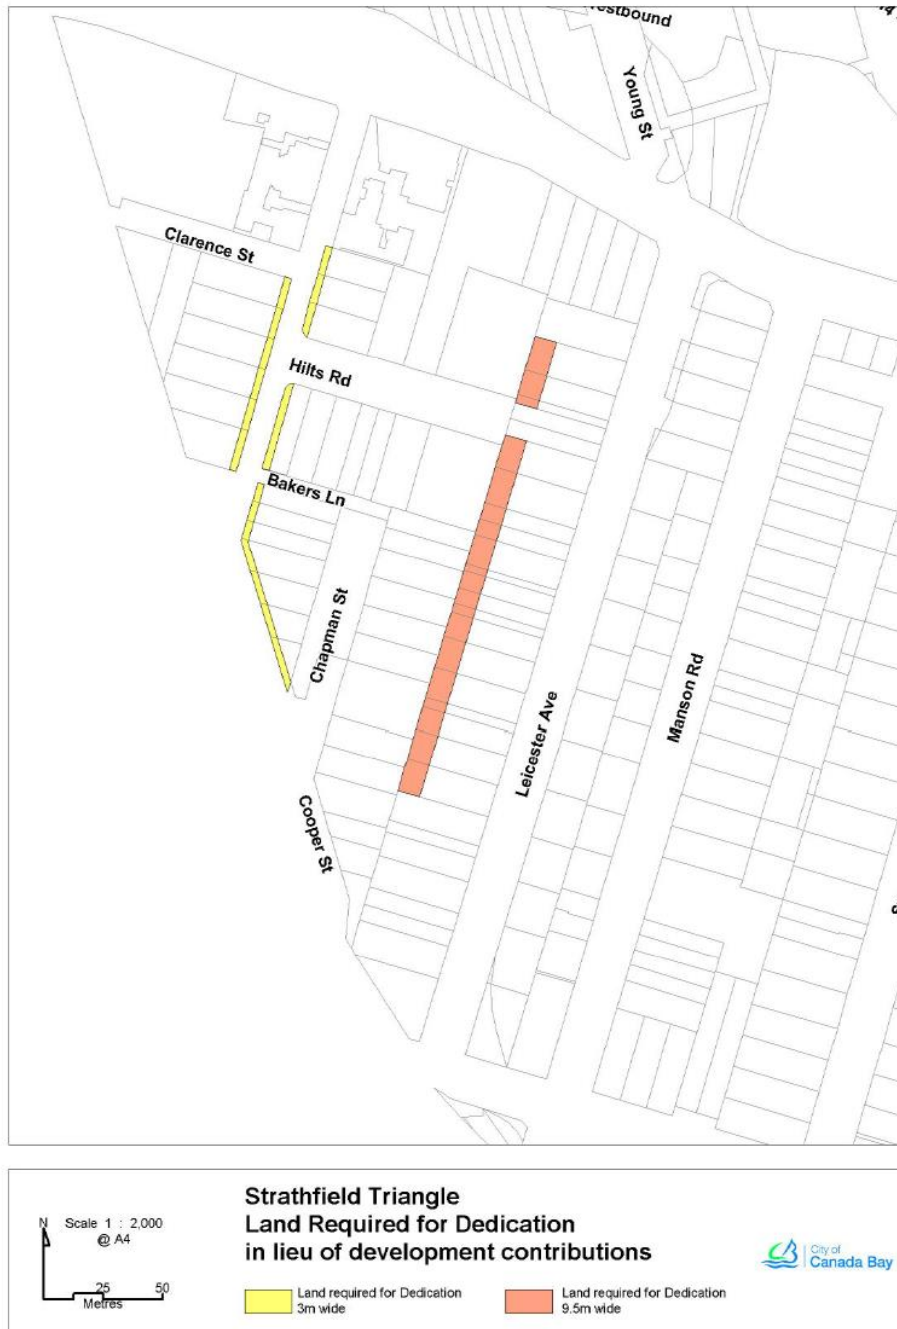 estbound
Young St
Clarence St
Hilts Rd
Bakers Ln
Chapman St
Leicester Ave
Manson Rd
Cooper St
N
Scale 1 : 2,000
@ A4
25
50
Metres
Strathfield Triangle
Land Required for Dedication
in lieu of development contributions
Land required for Dedication
3m wide
Land required for Dedication
9.5m wide
City of
Canada Bay